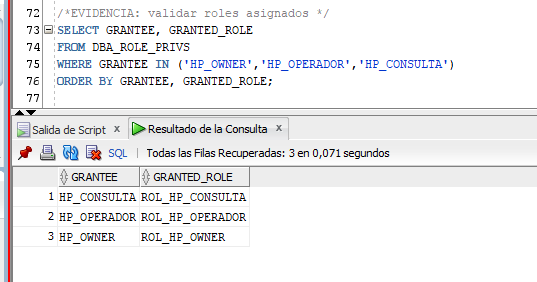 72 /*EVIDENCIA: validar roles asignados */
73 SELECT GRANTEE, GRANTED_ROLE
74 FROM DBA_ROLE_PRIVS
75 WHERE GRANTEE IN ('HP_OWNER','HP_OPERADOR','HP_CONSULTA')
76 ORDER BY GRANTEE, GRANTED_ROLE;
77
Salida de Script x Resultado de la Consulta x
SQL | Todas las Filas Recuperadas: 3 en 0,071 segundos
GRANTEE GRANTED_ROLE
1 HP_CONSULTA ROL_HP_CONSULTA
2 HP_OPERADOR ROL_HP_OPERADOR
3 HP_OWNER ROL_HP_OWNER